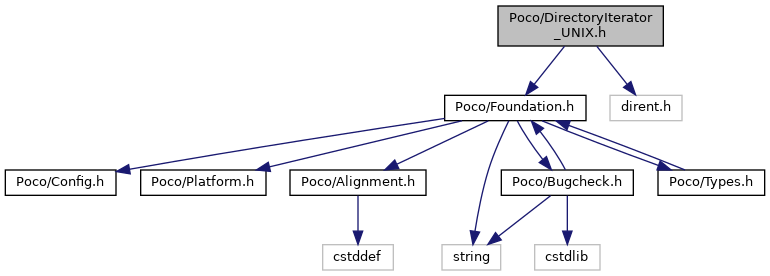 Poco/DirectoryIterator
_UNIX.h
Poco/Foundation.h
dirent.h
Poco/Config.h
Poco/Platform.h
Poco/Alignment.h
Poco/Bugcheck.h
Poco/Types.h
cstddef
string
cstdlib